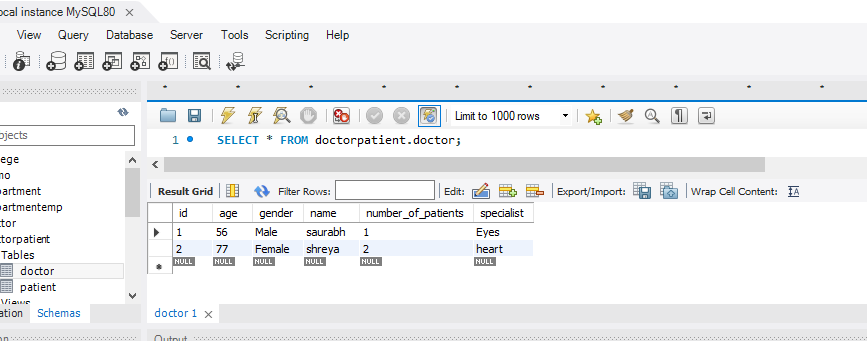 ocal instance MySQL80 ×
View Query Database Server Tools Scripting Help
Limit to 1000 rows
ojects
1 SELECT * FROM doctorpatient.doctor;
ege
mo
partment
partmentemp
ctor
ctorpatient
Tables
doctor
patient
Views
ation Schemas
Result Grid Filter Rows: Edit: Export/Import: Wrap Cell Content:
id age gender name number_of_patients specialist
1 56 Male saurabh 1 Eyes
2 77 Female shreya 2 heart
NULL NULL NULL NULL NULL NULL
doctor 1 ×
Output